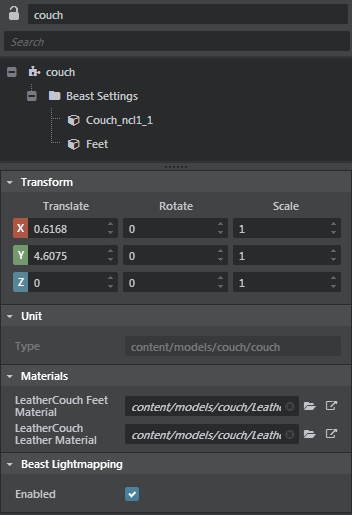 couch
Search
couch
Beast Settings
Couch_ncl1_1
Feet
Transform
Translate Rotate Scale
X 0.6168 0 1
Y 4.6075 0 1
Z 0 0 1
Unit
Type content/models/couch/couch
Materials
LeatherCouch Feet
Material
content/models/couch/Leath
LeatherCouch
Leather Material
content/models/couch/Leath
Beast Lightmapping
Enabled